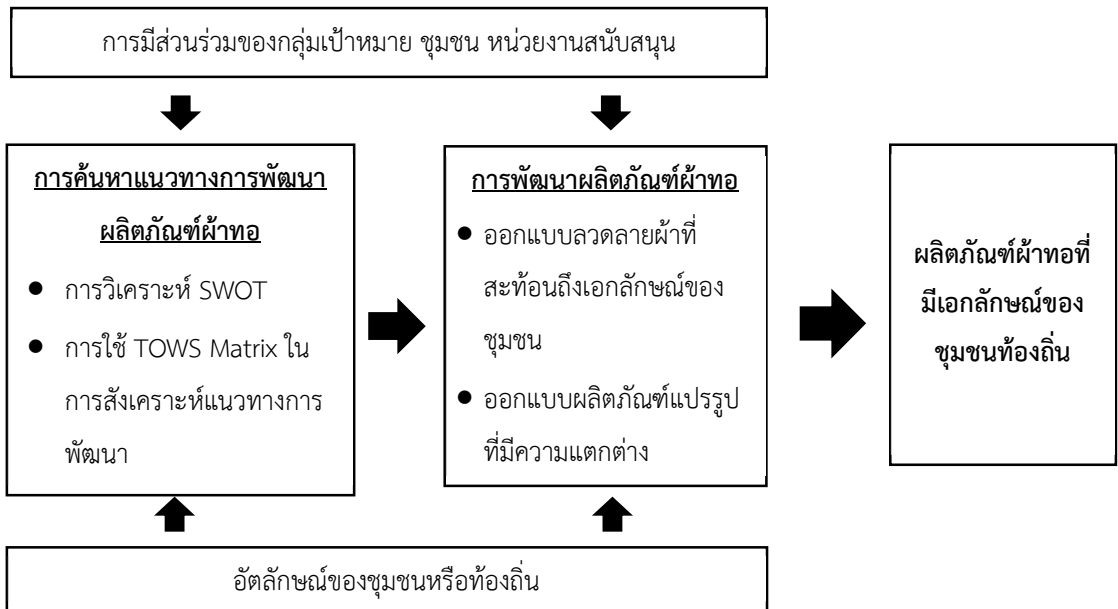 การมีส่วนร่วมของกลุ่มเป้าหมาย ชุมชน หน่วยงานสนับสนุน
การค้นหาแนวทางการพัฒนา
ผลิตภัณฑ์ผ้าทอ
● การวิเคราะห์ SWOT
● การใช้ TOWS Matrix ใน
การสังเคราะห์แนวทางการ
พัฒนา
การพัฒนาผลิตภัณฑ์ผ้าทอ
● ออกแบบลวดลายผ้าที่
สะท้อนถึงเอกลักษณ์ของ
ชุมชน
● ออกแบบผลิตภัณฑ์แปรรูป
ที่มีความแตกต่าง
ผลิตภัณฑ์ผ้าทอที่
มีเอกลักษณ์ของ
ชุมชนท้องถิ่น
อัตลักษณ์ของชุมชนหรือท้องถิ่น